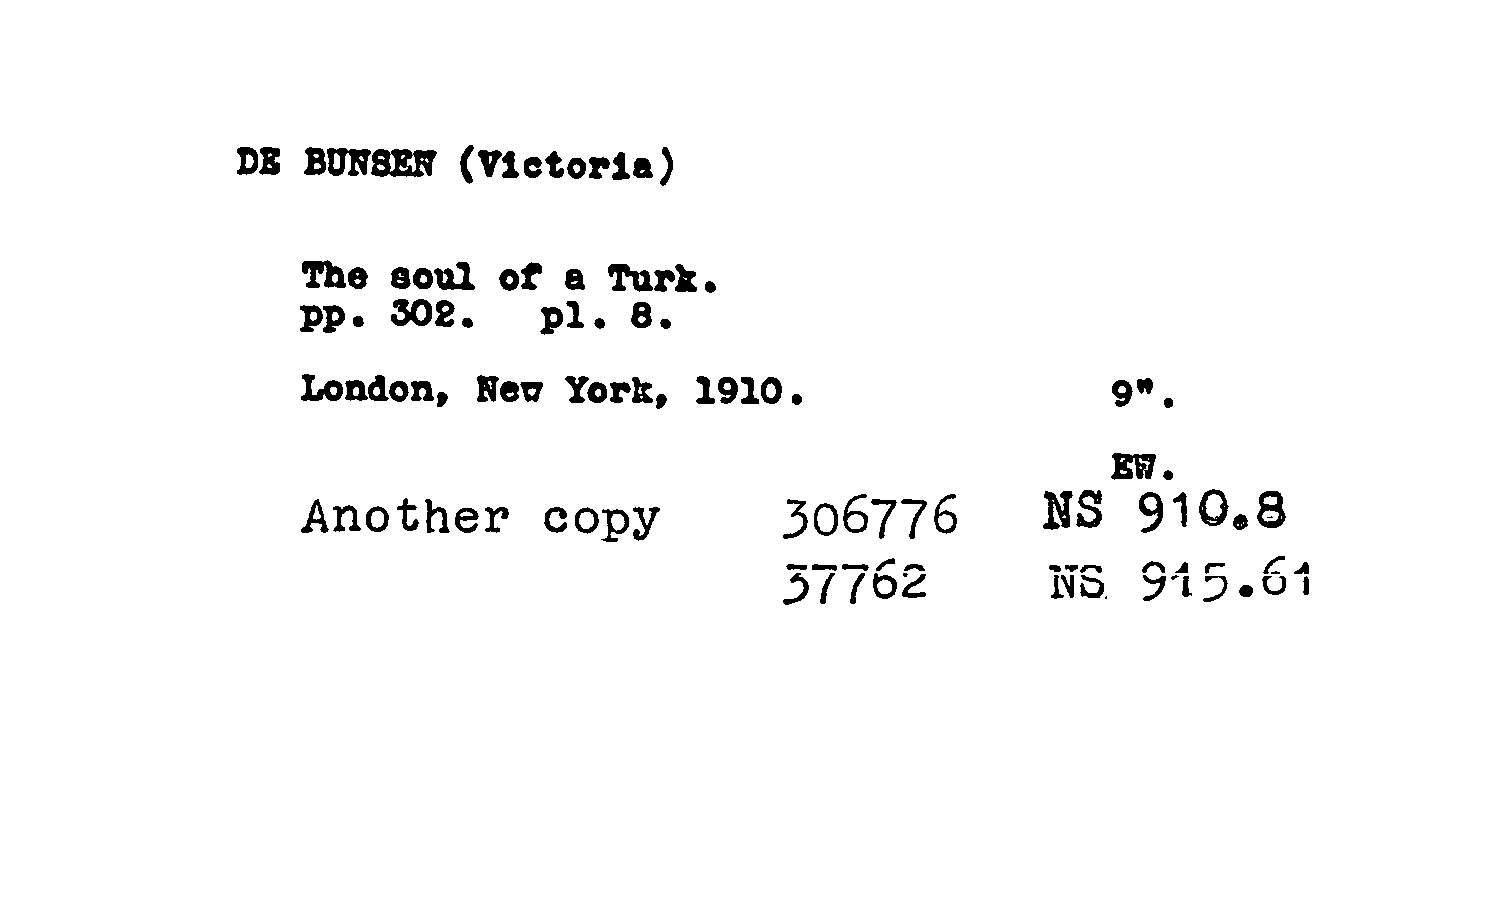 DE BUNSEN (Victoria)
The soul of a Turk.
pp. 302. pl. 8.
London, New York, 1910. 9".
EW.
Another copy 306776 NS 910.8
37762 NS 915.61